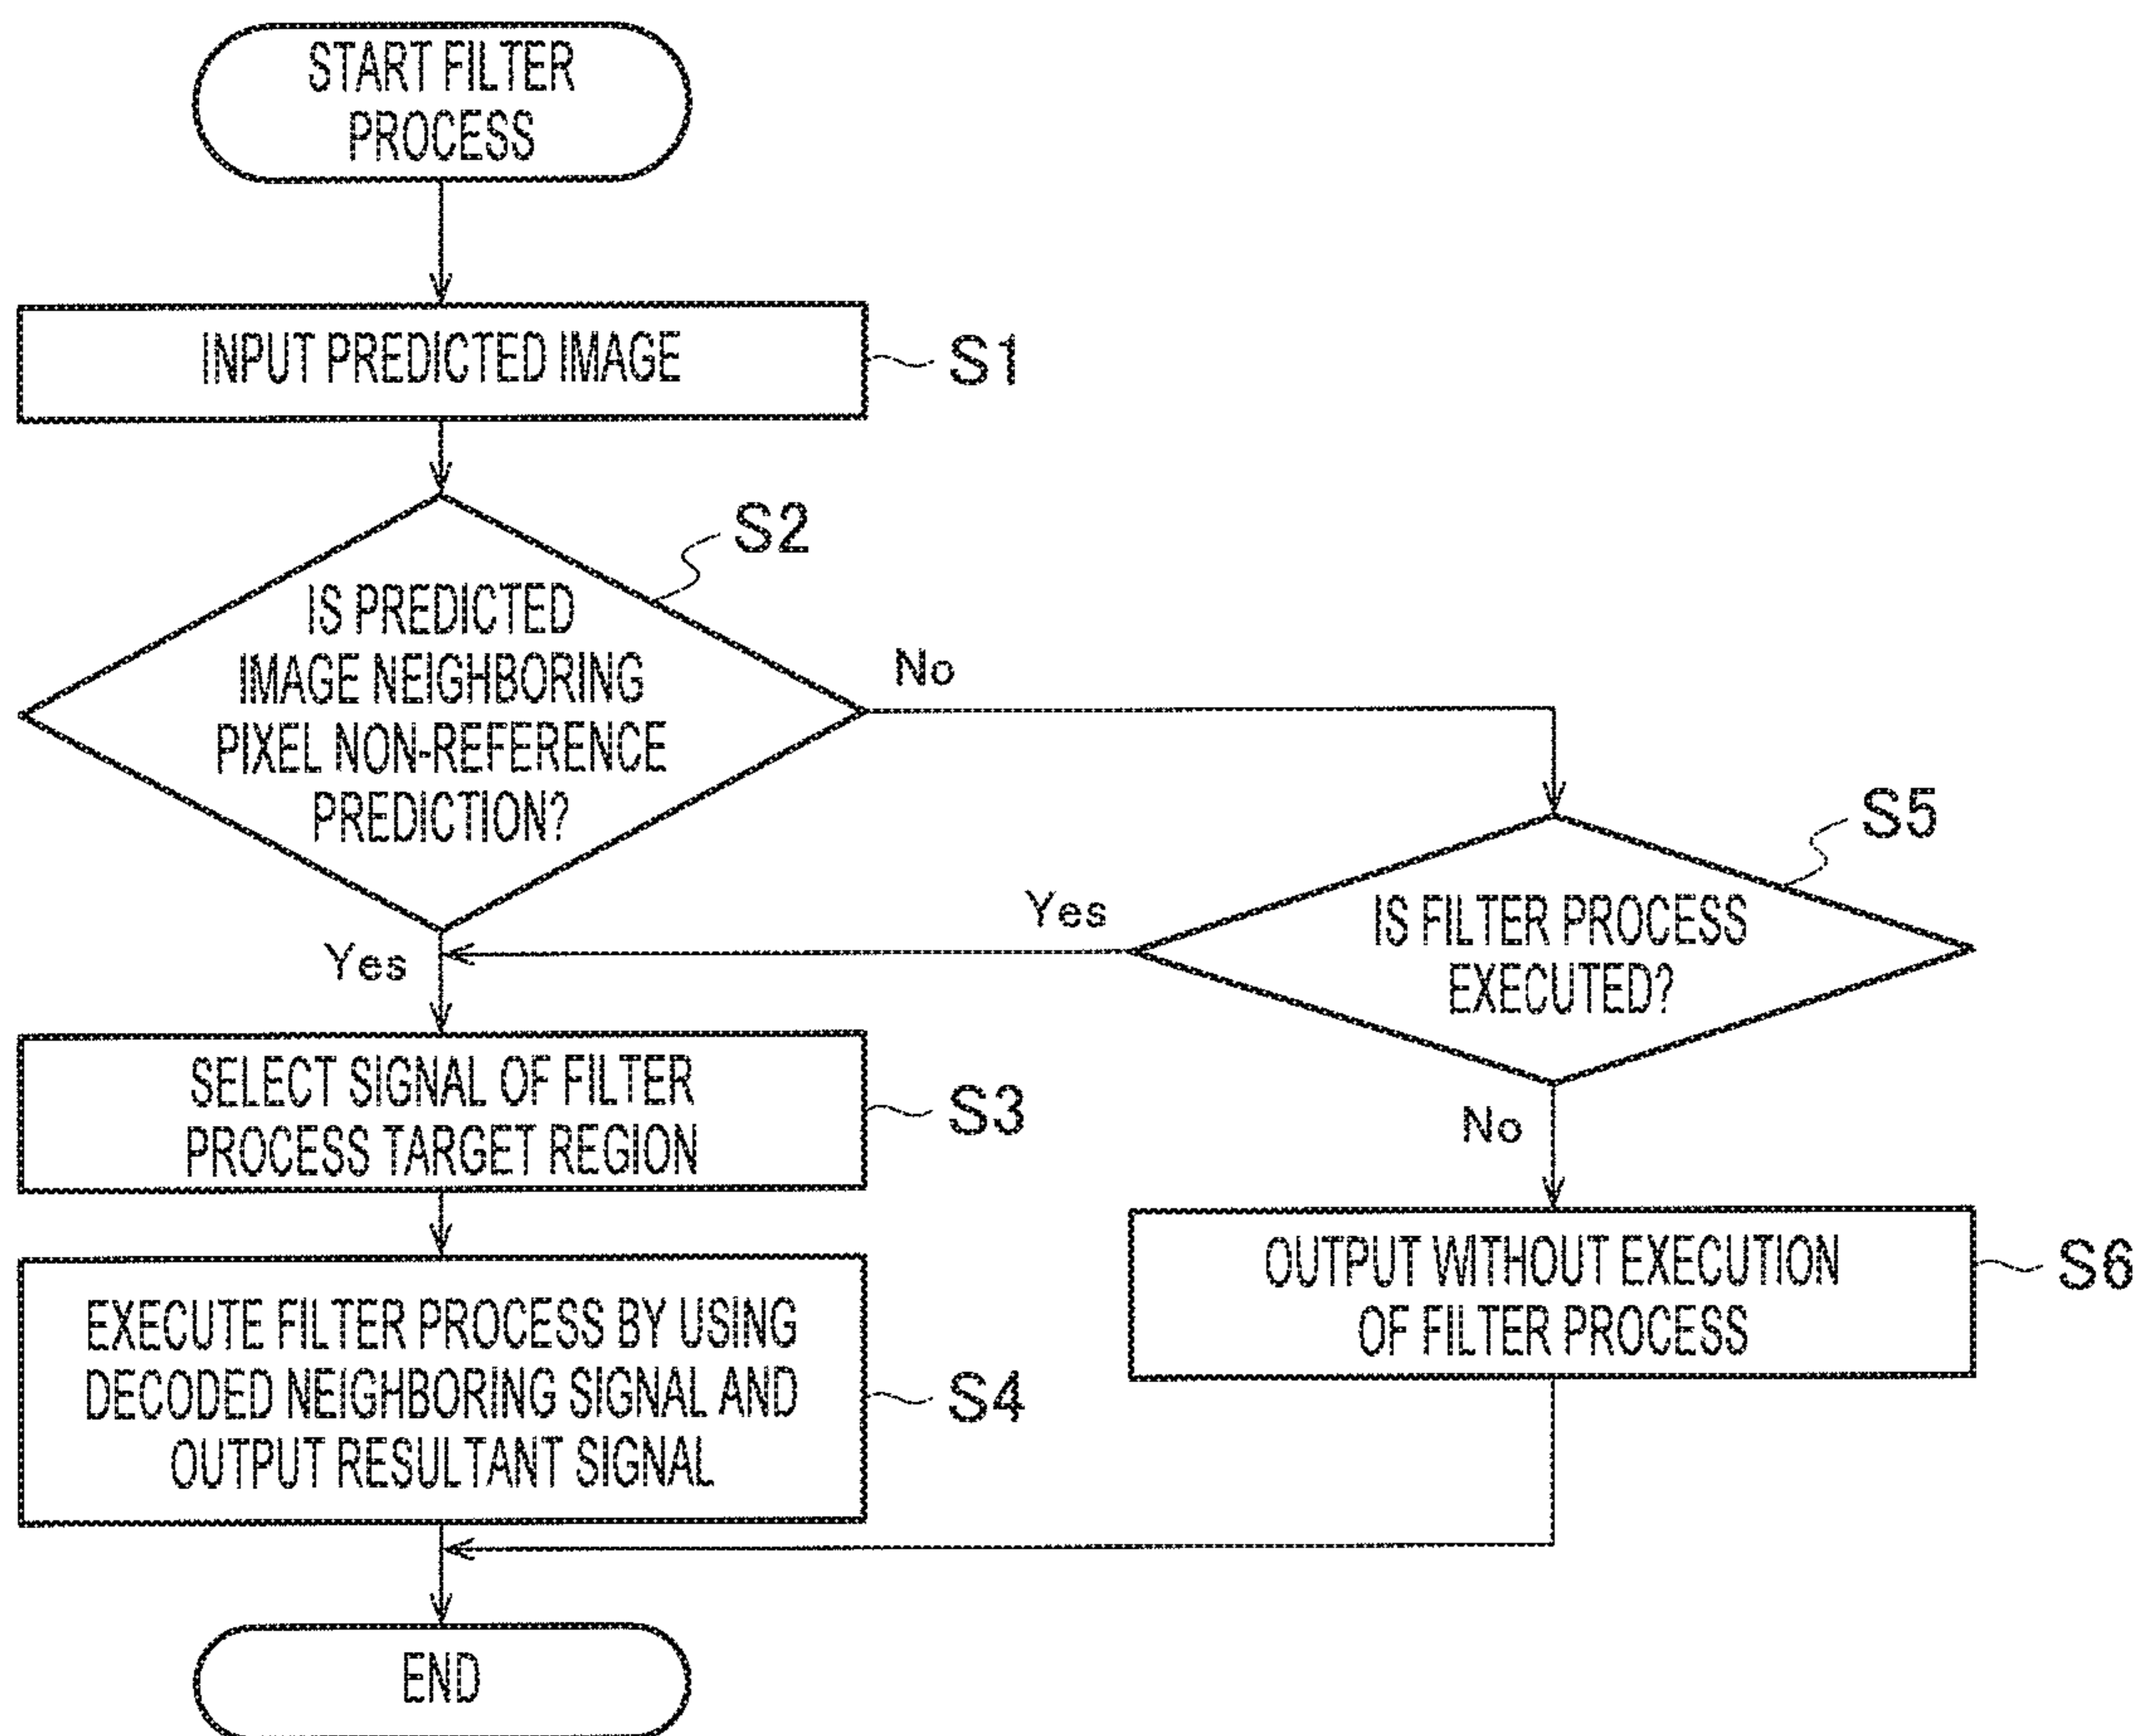 START FILTER
PROCESS
INPUT PREDICTED IMAGE
S1
S2
IS PREDICTED
IMAGE NEIGHBORING
PIXEL NON-REFERENCE
PREDICTION?
No
Yes
S5
IS FILTER PROCESS
EXECUTED?
Yes
No
SELECT SIGNAL OF FILTER
PROCESS TARGET REGION
S3
EXECUTE FILTER PROCESS BY USING
DECODED NEIGHBORING SIGNAL AND
OUTPUT RESULTANT SIGNAL
S4
OUTPUT WITHOUT EXECUTION
OF FILTER PROCESS
S6
END